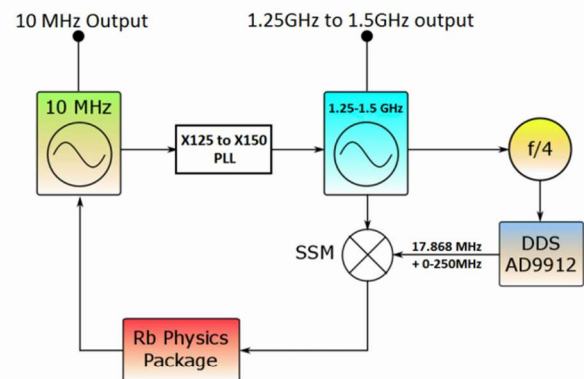 10 MHz Output
1.25GHz to 1.5GHz output
10 MHz
X125 to X150
PLL
1.25-1.5 GHz
f/4
SSM
17.868 MHz
+ 0-250MHz
DDS
AD9912
Rb Physics
Package